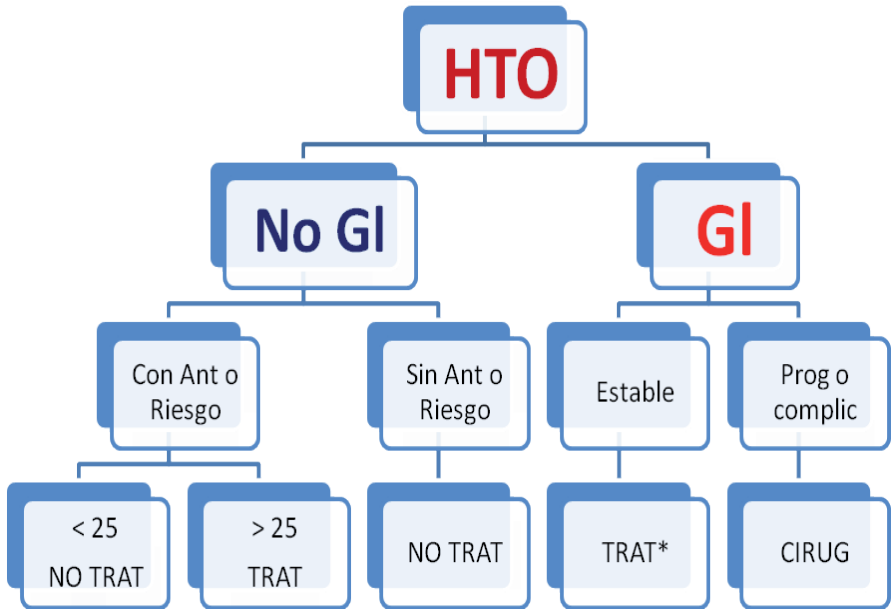 HTO
No Gl
Gl
Con Ant o
Riesgo
Sin Ant o
Riesgo
Estable
Prog o
complic
< 25
NO TRAT
> 25
TRAT
NO TRAT
TRAT*
CIRUG